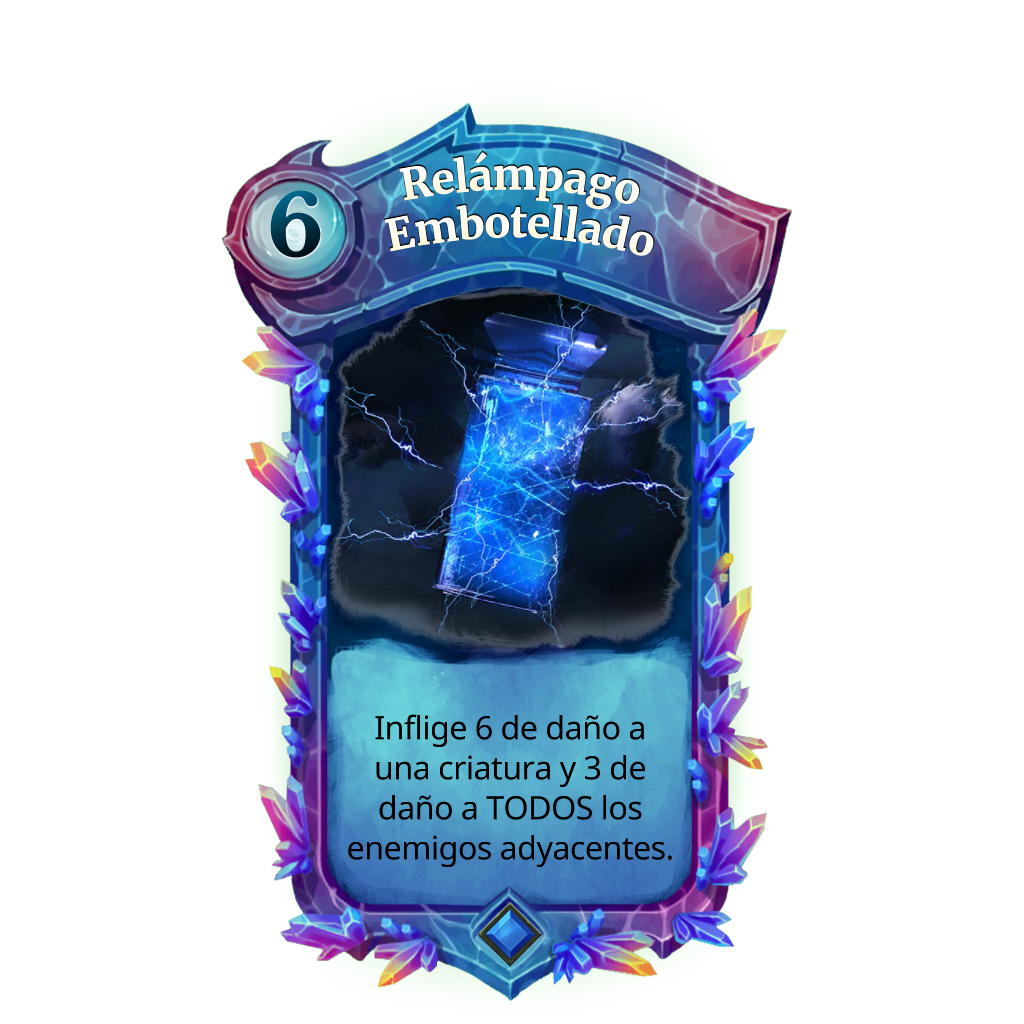 6
Relámpago
Embotellado
Inflige 6 de daño a
una criatura y 3 de
daño a TODOS los
enemigos adyacentes.